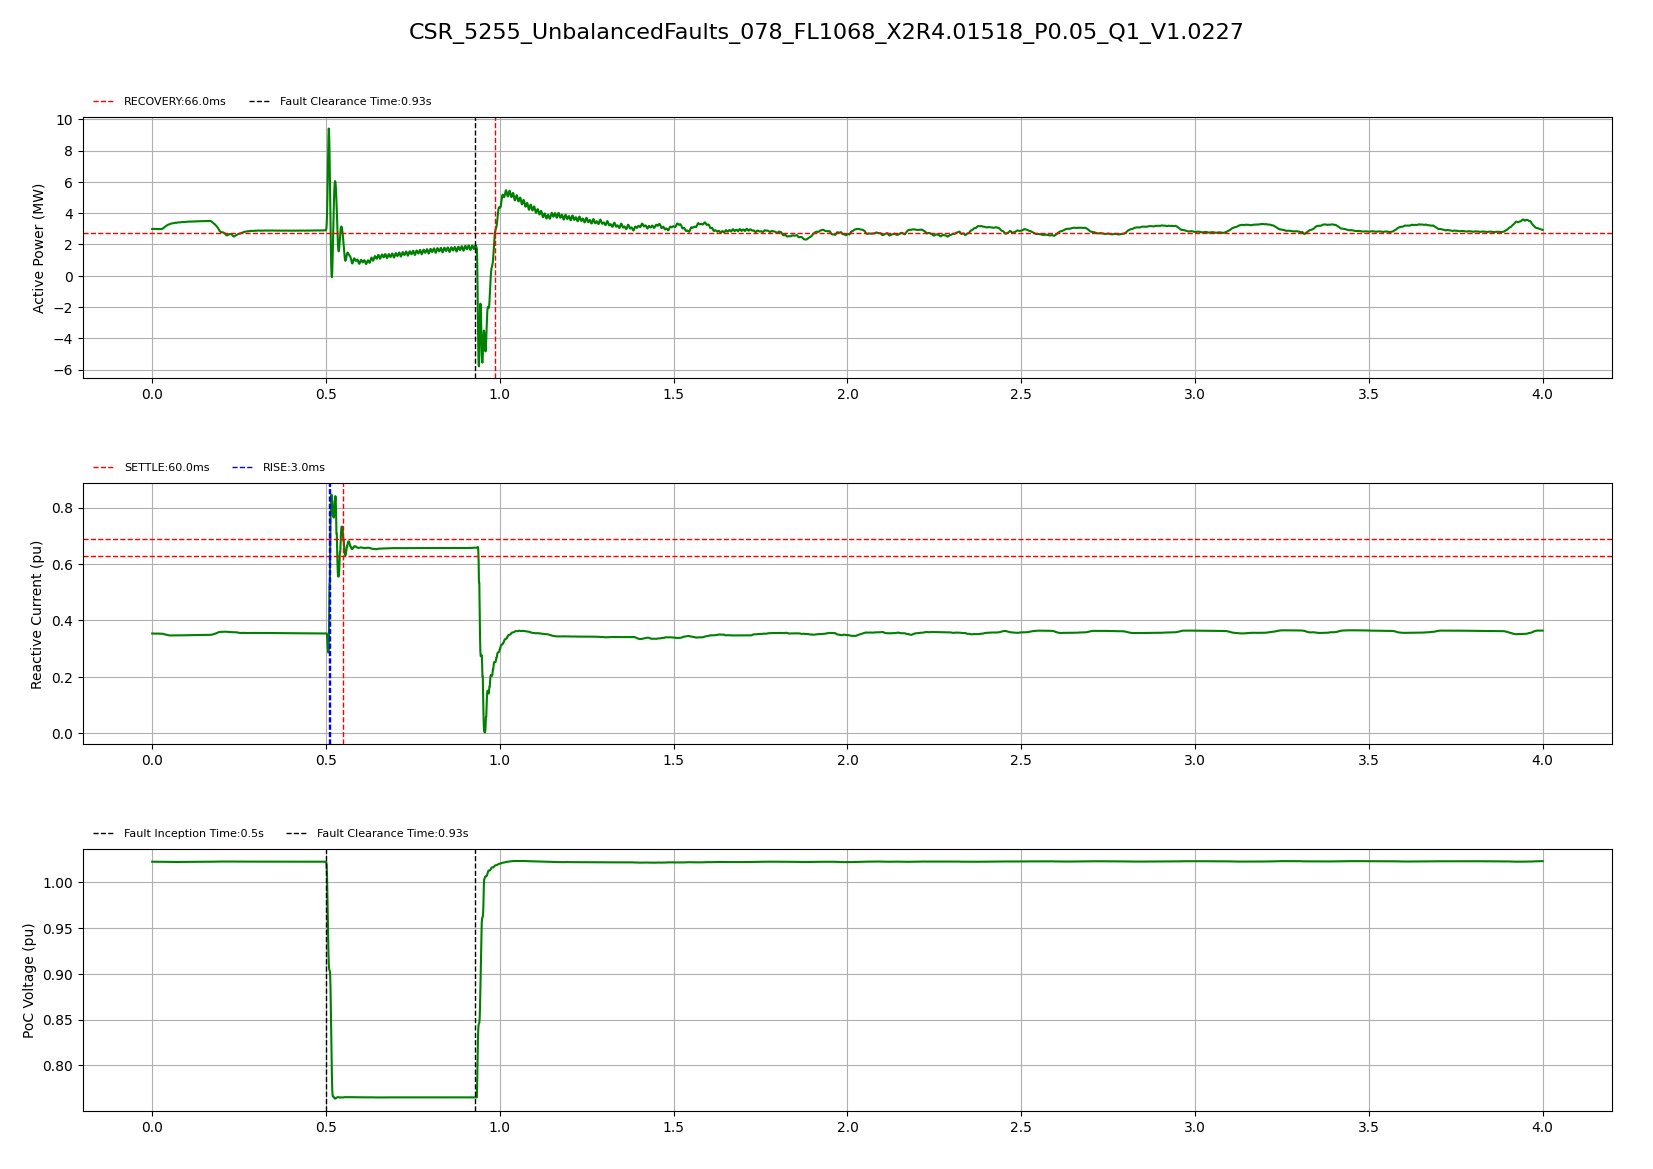 CSR_5255_UnbalancedFaults_078_FL1068_X2R4.01518_P0.05_Q1_V1.0227
RECOVERY:66.0ms Fault Clearance Time:0.93s
Active Power (MW)
10
8
6
4
2
0
−2
−4
−6
0.0 0.5 1.0 1.5 2.0 2.5 3.0 3.5 4.0
SETTLE:60.0ms RISE:3.0ms
Reactive Current (pu)
0.8
0.6
0.4
0.2
0.0
0.0 0.5 1.0 1.5 2.0 2.5 3.0 3.5 4.0
Fault Inception Time:0.5s Fault Clearance Time:0.93s
PoC Voltage (pu)
1.00
0.95
0.90
0.85
0.80
0.0 0.5 1.0 1.5 2.0 2.5 3.0 3.5 4.0